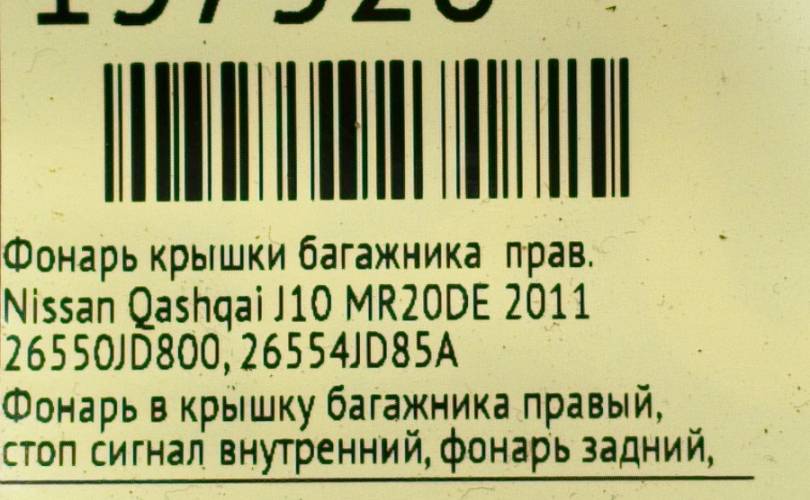 Фонарь крышки багажника прав.
Nissan Qashqai J10 MR20DE 2011
26550JD800, 26554JD85A
Фонарь в крышку багажника правый,
стоп сигнал внутренний, фонарь задний,